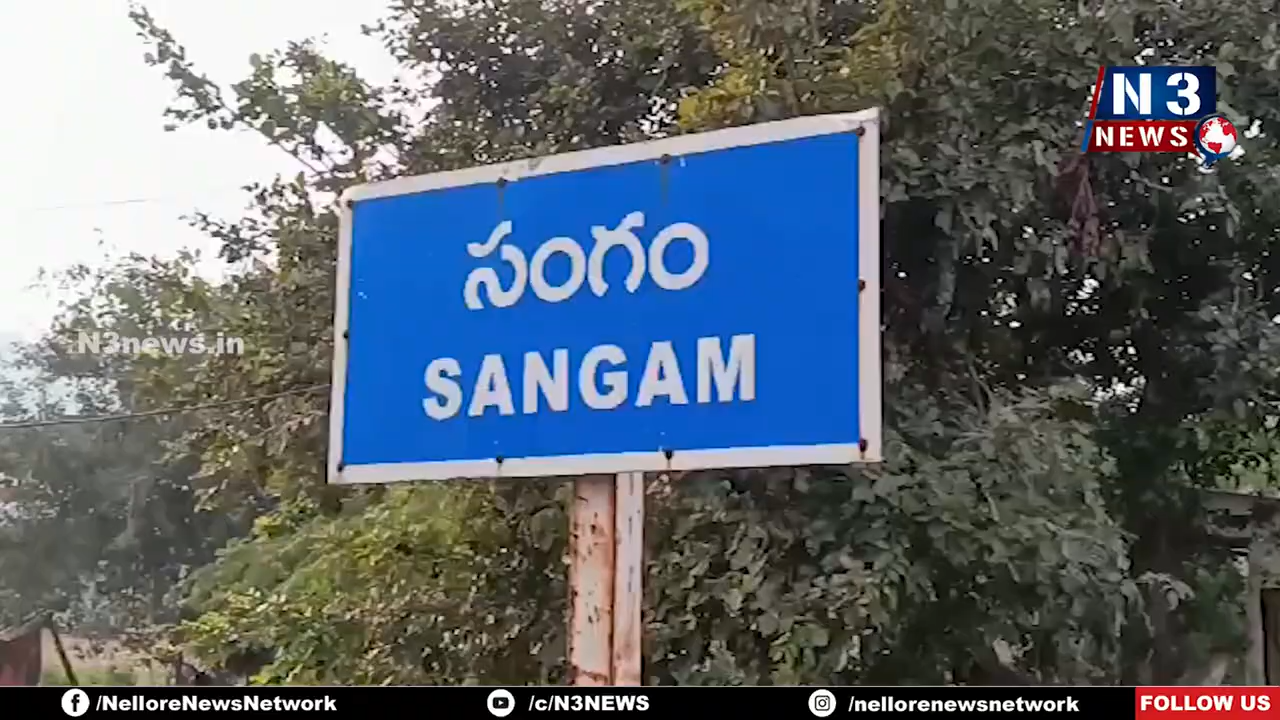 N3
NEWS
సంగం
SANGAM
N3news.in
/NelloreNewsNetwork
/c/N3NEWS
/nellorenewsnetwork
FOLLOW US